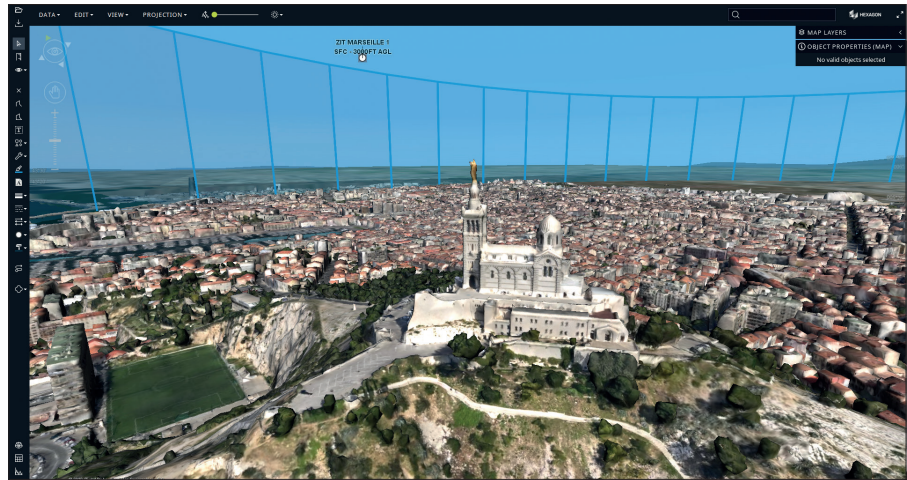 DATA EDIT VIEW PROJECTION HEXAGON
MAP LAYERS
OBJECT PROPERTIES (MAP)
No valid objects selected
ZIT MARSEILLE 1
SFC - 3000FT AGL